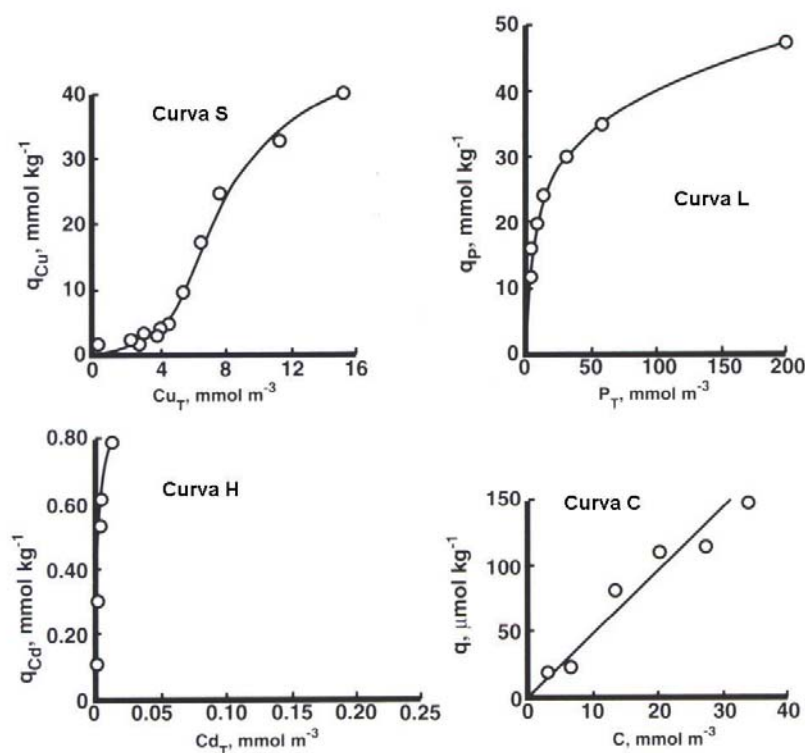 Curva S
q_Cu, mmol kg⁻¹
40
30
20
10
0
0 4 8 12 16
Cu_T, mmol m⁻³
Curva L
q_P, mmol kg⁻¹
50
40
30
20
10
0
0 50 100 150 200
P_T, mmol m⁻³
Curva H
q_Cd, mmol kg⁻¹
0.80
0.60
0.40
0.20
0
0 0.05 0.10 0.15 0.20 0.25
Cd_T, mmol m⁻³
Curva C
q, μmol kg⁻¹
150
100
50
0
0 10 20 30 40
C, mmol m⁻³